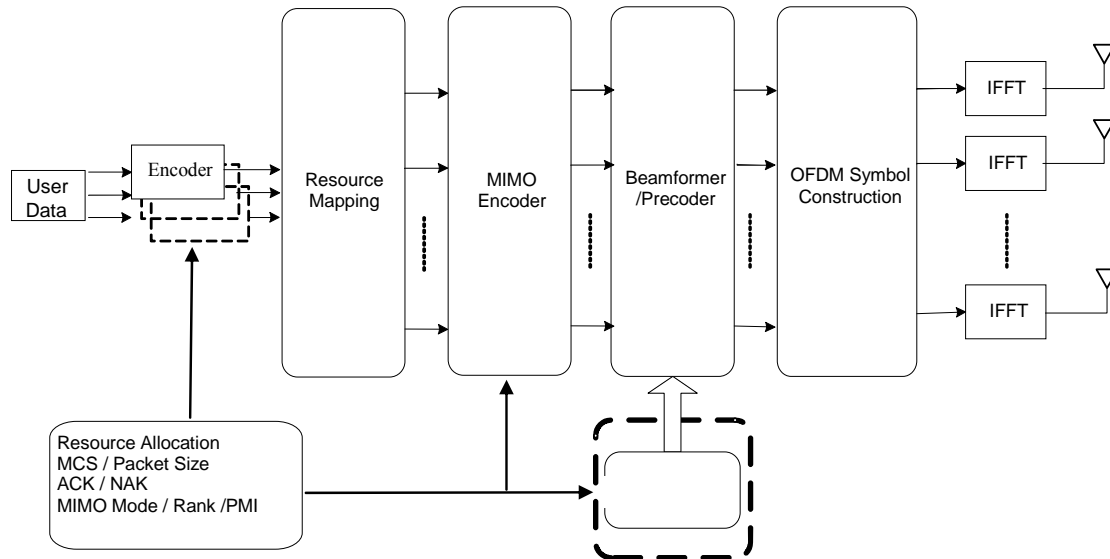 User
Data
Encoder
Resource
Mapping
MIMO
Encoder
Beamformer
/Precoder
OFDM Symbol
Construction
IFFT
IFFT
IFFT
Resource Allocation
MCS / Packet Size
ACK / NAK
MIMO Mode / Rank /PMI